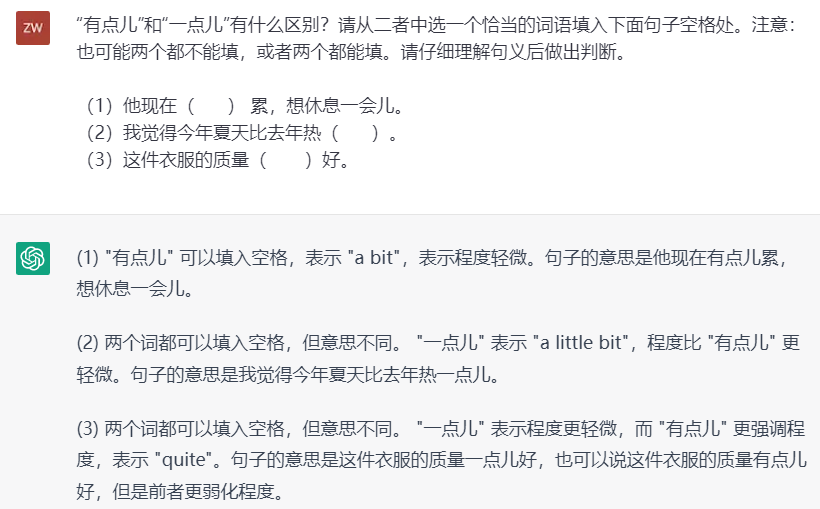 ZW
“有点儿”和“一点儿”有什么区别？请从二者中选一个恰当的词语填入下面句子空格处。注意：
也可能两个都不能填，或者两个都能填。请仔细理解句义后做出判断。
（1）他现在（　　） 累，想休息一会儿。
（2）我觉得今年夏天比去年热（　　）。
（3）这件衣服的质量（　　）好。
(1) "有点儿" 可以填入空格，表示 "a bit"，表示程度轻微。句子的意思是他现在有点儿累，
想休息一会儿。
(2) 两个词都可以填入空格，但意思不同。 "一点儿" 表示 "a little bit"，程度比 "有点儿" 更
轻微。句子的意思是我觉得今年夏天比去年热一点儿。
(3) 两个词都可以填入空格，但意思不同。 "一点儿" 表示程度更轻微，而 "有点儿" 更强调程
度，表示 "quite"。句子的意思是这件衣服的质量一点儿好，也可以说这件衣服的质量有点儿
好，但是前者更弱化程度。